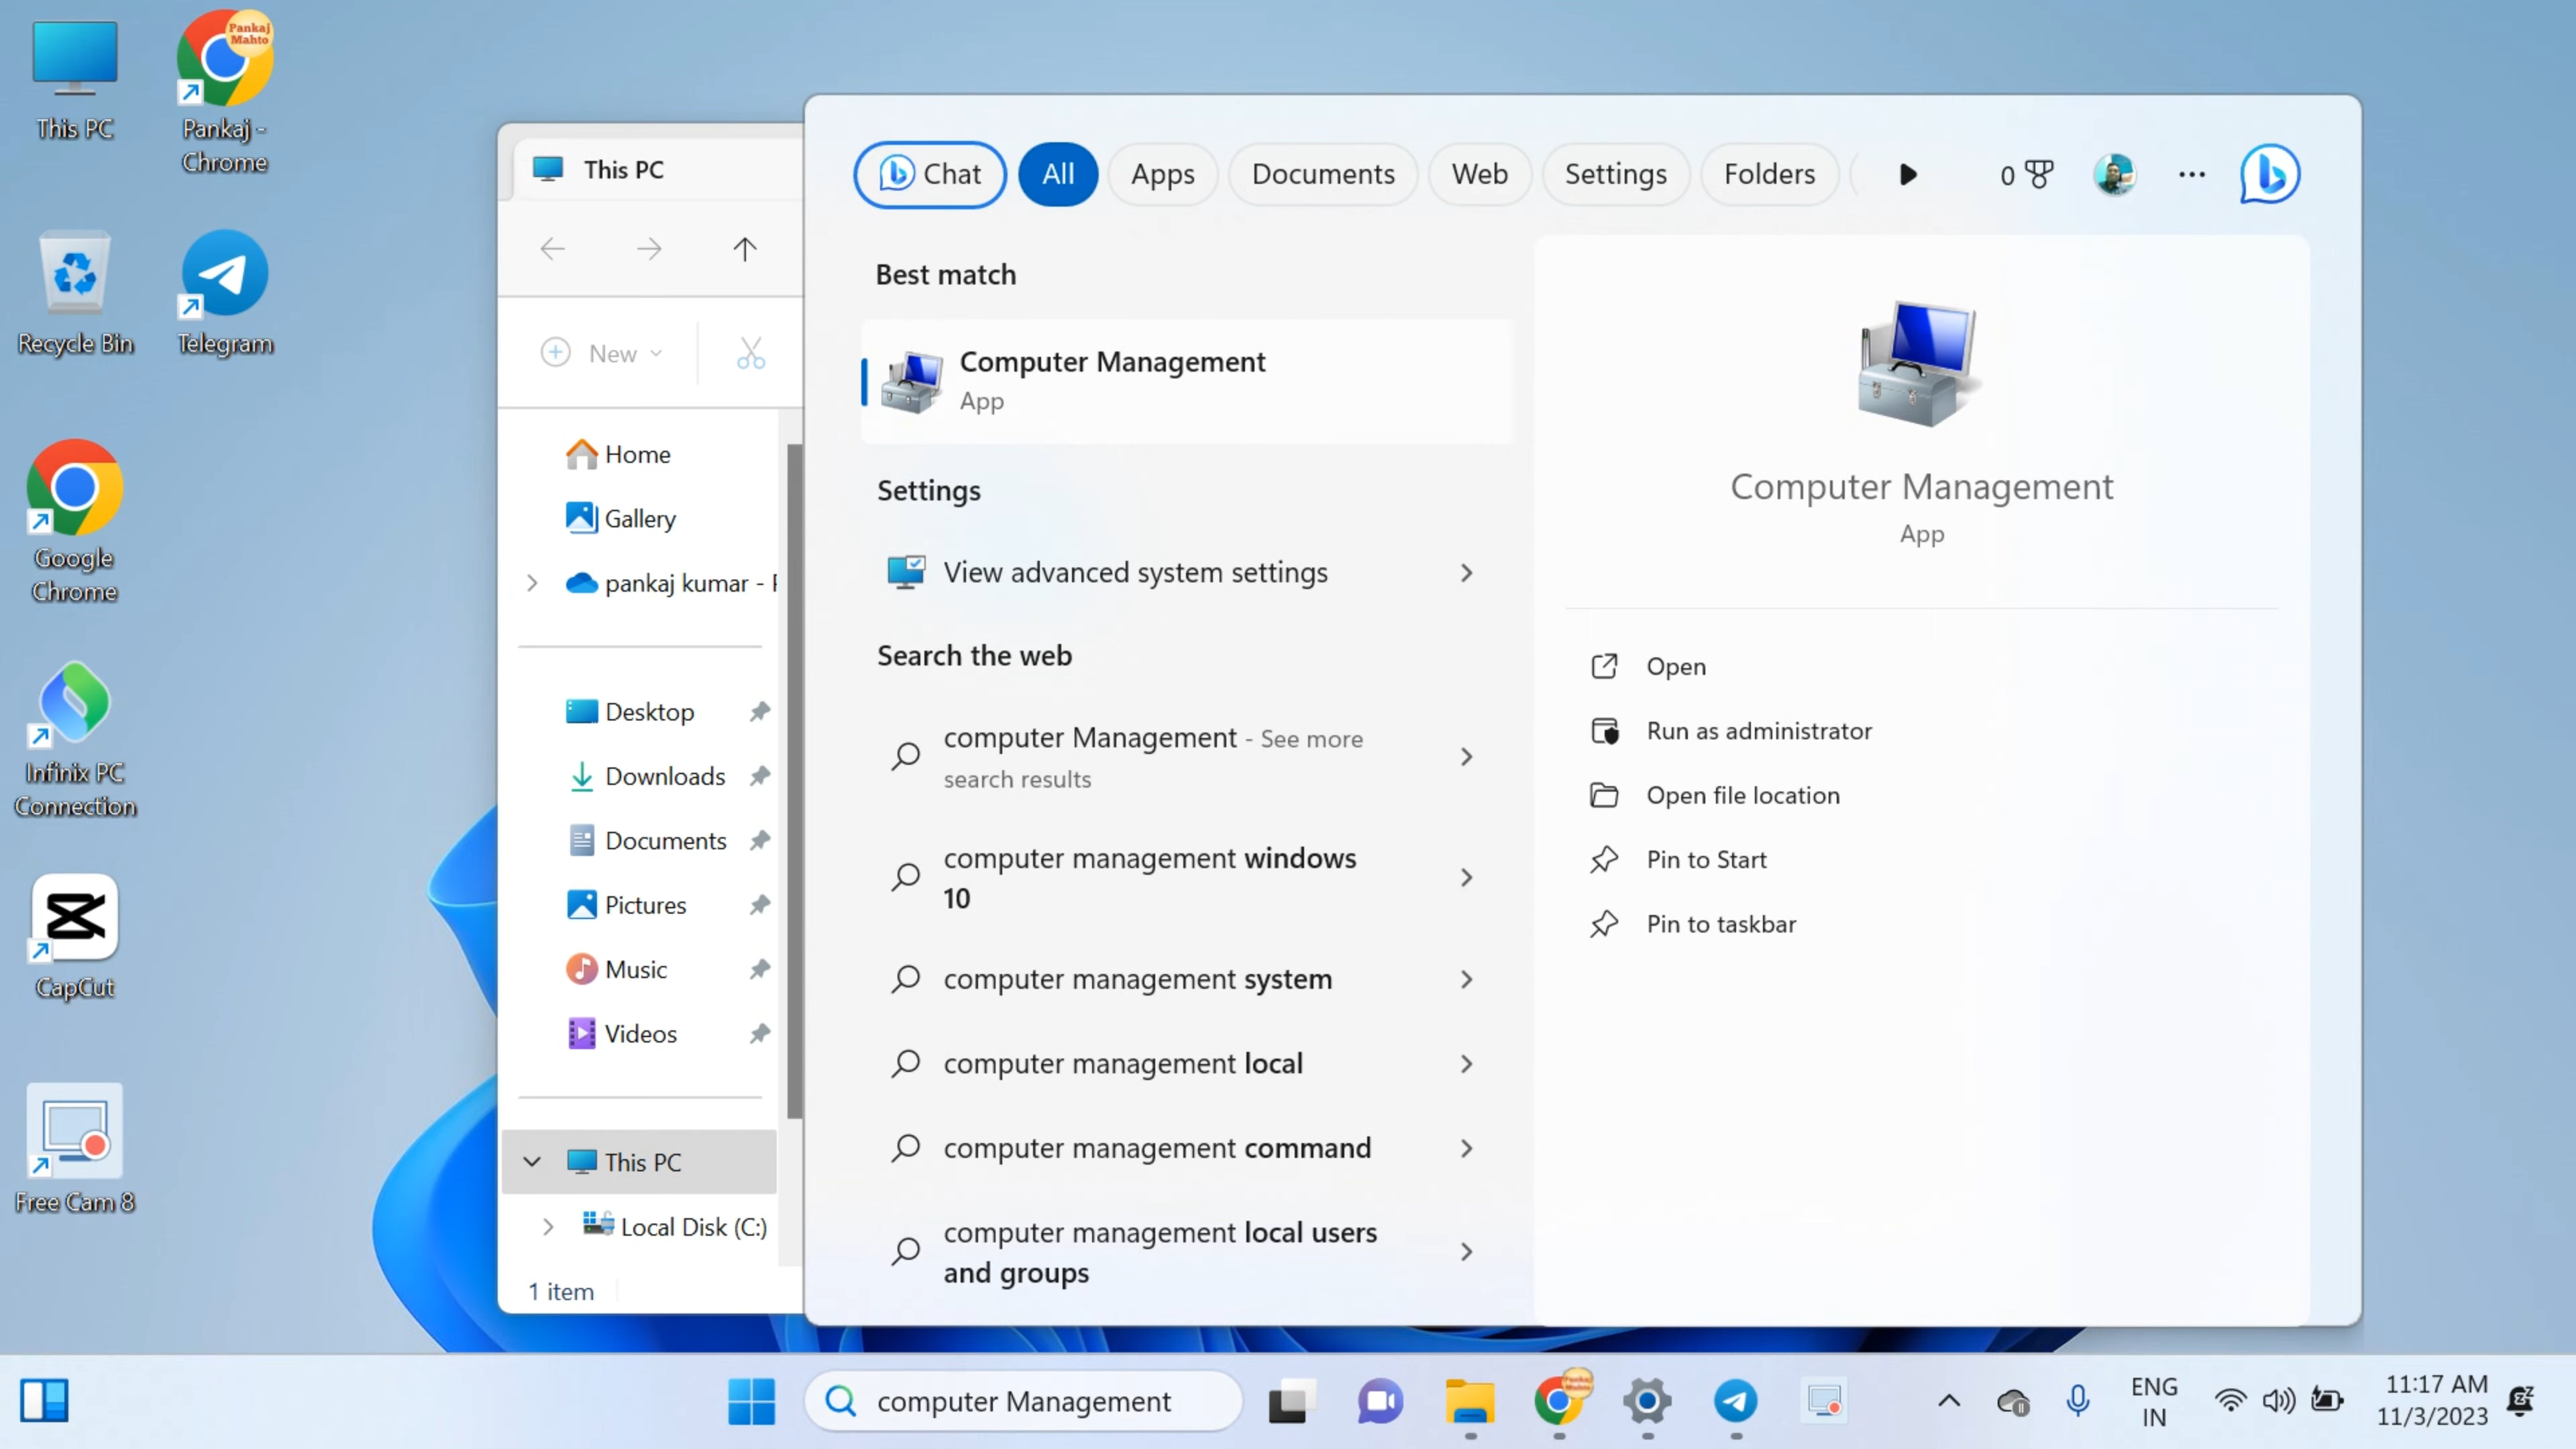 This PC
Pankaj -
Chrome
Pankaj
Mahto
Recycle Bin
Telegram
Google
Chrome
Infinix PC
Connection
CapCut
Free Cam 8
This PC
New
Home
Gallery
pankaj kumar -
Desktop
Downloads
Documents
Pictures
Music
Videos
This PC
Local Disk (C:)
1 item
Chat
All
Apps
Documents
Web
Settings
Folders
0
Best match
Computer Management
App
Settings
View advanced system settings
Search the web
computer Management - See more
search results
computer management windows
10
computer management system
computer management local
computer management command
computer management local users
and groups
Computer Management
App
Open
Run as administrator
Open file location
Pin to Start
Pin to taskbar
computer Management
Pankaj
Mahto
ENG
IN
11:17 AM
11/3/2023